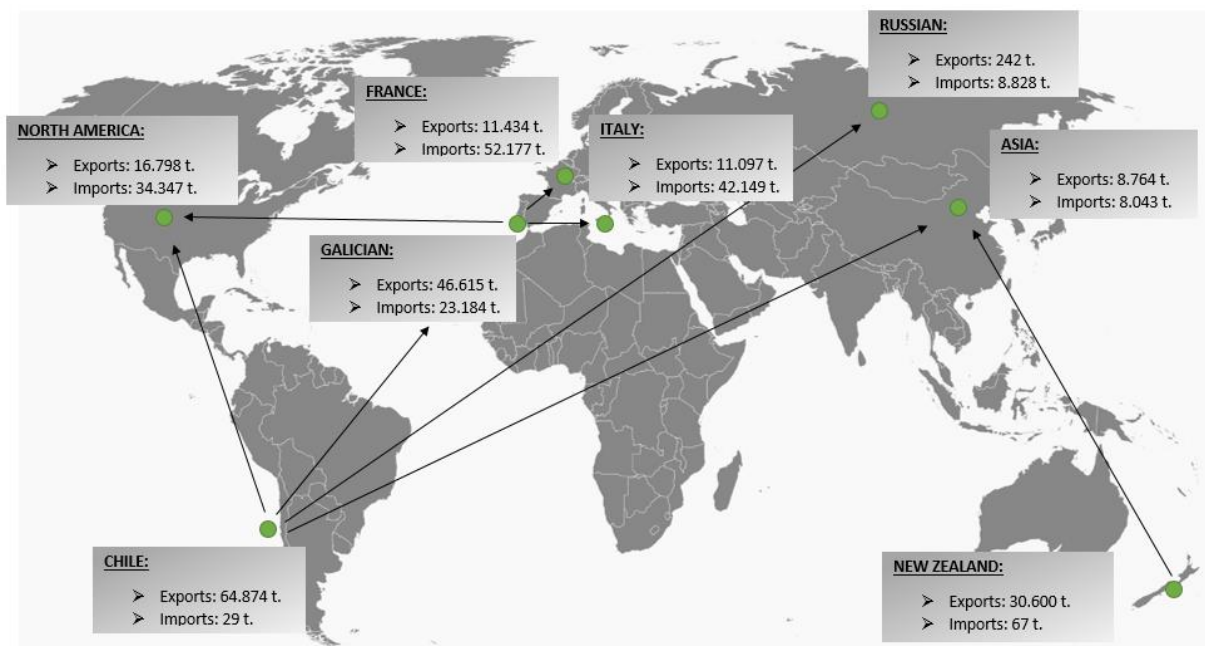 RUSSIAN:
➤ Exports: 242 t.
➤ Imports: 8.828 t.
FRANCE:
➤ Exports: 11.434 t.
➤ Imports: 52.177 t.
NORTH AMERICA:
➤ Exports: 16.798 t.
➤ Imports: 34.347 t.
ITALY:
➤ Exports: 11.097 t.
➤ Imports: 42.149 t.
ASIA:
➤ Exports: 8.764 t.
➤ Imports: 8.043 t.
GALICIAN:
➤ Exports: 46.615 t.
➤ Imports: 23.184 t.
CHILE:
➤ Exports: 64.874 t.
➤ Imports: 29 t.
NEW ZEALAND:
➤ Exports: 30.600 t.
➤ Imports: 67 t.